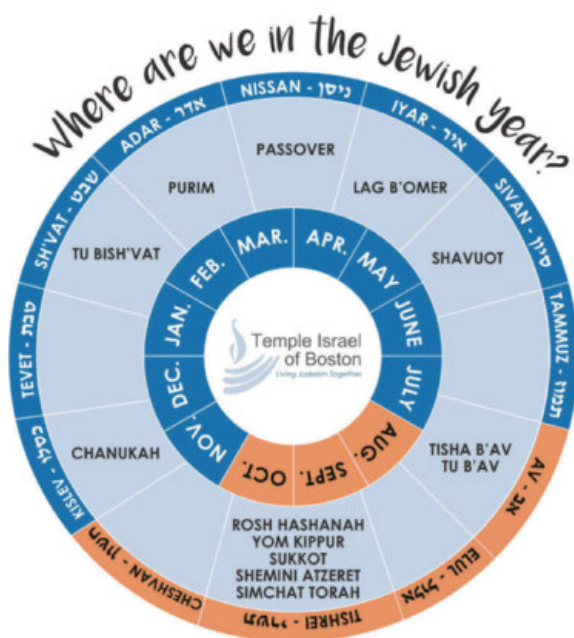 Where are we in the Jewish year?
NISSAN - ניסן
IYAR - אייר
SIVAN - סיון
TAMMUZ - תמוז
AV - אב
ELUL - אלול
TISHREI - תשרי
CHESHVAN - חשון
KISLEV - כסלו
TEVET - טבת
SH'VAT - שבט
ADAR - אדר
PASSOVER
LAG B'OMER
SHAVUOT
TISHA B'AV
TU B'AV
ROSH HASHANAH
YOM KIPPUR
SUKKOT
SHEMINI ATZERET
SIMCHAT TORAH
CHANUKAH
TU BISH'VAT
PURIM
JAN.
FEB.
MAR.
APR.
MAY
JUNE
JULY
AUG.
SEPT.
OCT.
NOV.
DEC.
Temple Israel
of Boston
Living Judaism Together